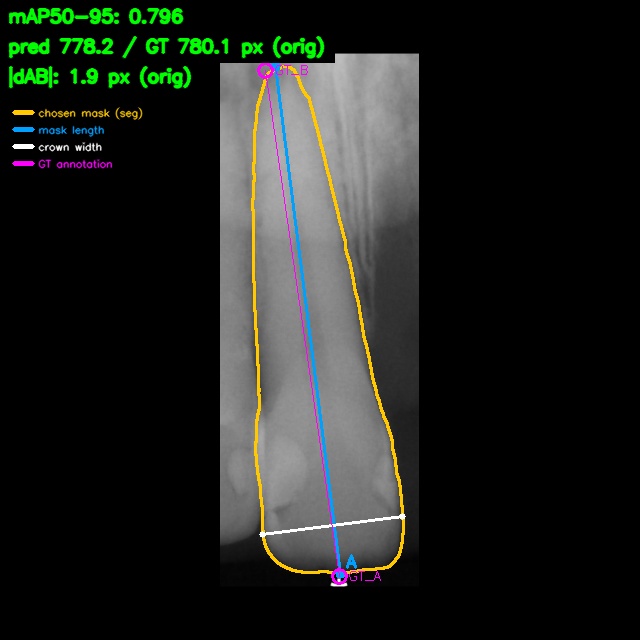 mAP50-95: 0.796
pred 778.2 / GT 780.1 px (orig)
|dAB|: 1.9 px (orig)
chosen mask (seg)
mask length
crown width
GT annotation
GT_B
A
GT_A